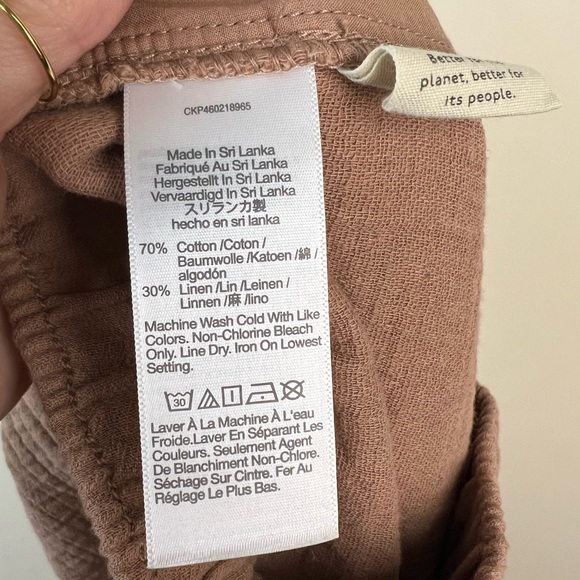 CKP460218965
Made In Sri Lanka
Fabriqué Au Sri Lanka
Hergestellt In Sri Lanka
Vervaardigd In Sri Lanka
スリランカ製
hecho en sri lanka
70% Cotton /Coton /
Baumwolle /Katoen /綿 /
algodón
30% Linen /Lin /Leinen /
Linnen /麻 /lino
Machine Wash Cold With Like
Colors. Non-Chlorine Bleach
Only. Line Dry. Iron On Lowest
Setting.
30
Laver À La Machine À L'eau
Froide.Laver En Séparant Les
Couleurs. Seulement Agent
De Blanchiment Non-Chlore.
Séchage Sur Cintre. Fer Au
Réglage Le Plus Bas.
Better
planet, better for
its people.